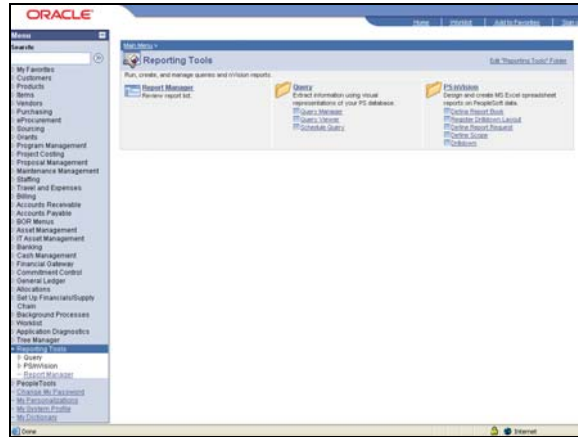 ORACLE
Home
Worklist
Add to Favorites
Sign
Menu
Search:
My Favorites
Customers
Products
Items
Vendors
Purchasing
eProcurement
Sourcing
Grants
Program Management
Project Costing
Proposal Management
Maintenance Management
Staffing
Travel and Expenses
Billing
Accounts Receivable
Accounts Payable
BOR Menus
Asset Management
IT Asset Management
Banking
Cash Management
Financial Gateway
Commitment Control
General Ledger
Allocations
Set Up Financials/Supply
Chain
Background Processes
Worklist
Application Diagnostics
Tree Manager
Reporting Tools
Query
PS/nVision
Report Manager
PeopleTools
Change My Password
My Personalizations
My System Profile
My Dictionary
Main Menu >
Reporting Tools
Edit "Reporting Tools" Folder
Run, create, and manage queries and nVision reports.
Report Manager
Review report list.
Query
Extract information using visual
representations of your PS database.
Query Manager
Query Viewer
Schedule Query
PS/nVision
Design and create MS Excel spreadsheet
reports on PeopleSoft data.
Define Report Book
Register Drilldown Layout
Define Report Request
Define Scope
Drilldown
Done
Internet